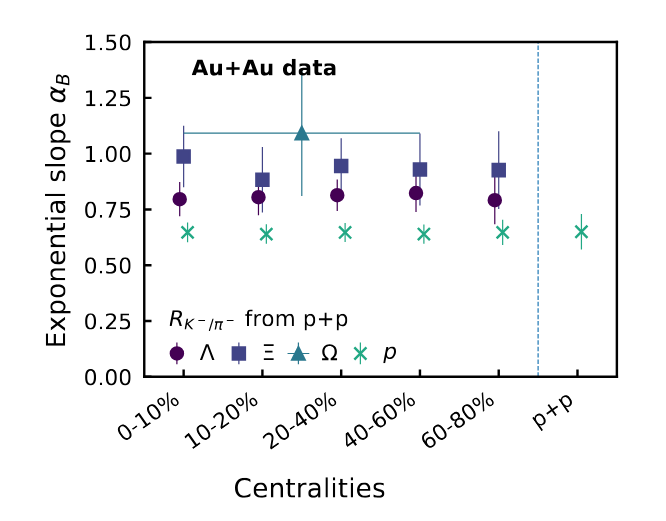 Exponential slope α_B
1.50
1.25
1.00
0.75
0.50
0.25
0.00
Au+Au data
R_{K⁻/π⁻} from p+p
Λ Ξ Ω p
0-10% 10-20% 20-40% 40-60% 60-80% p+p
Centralities